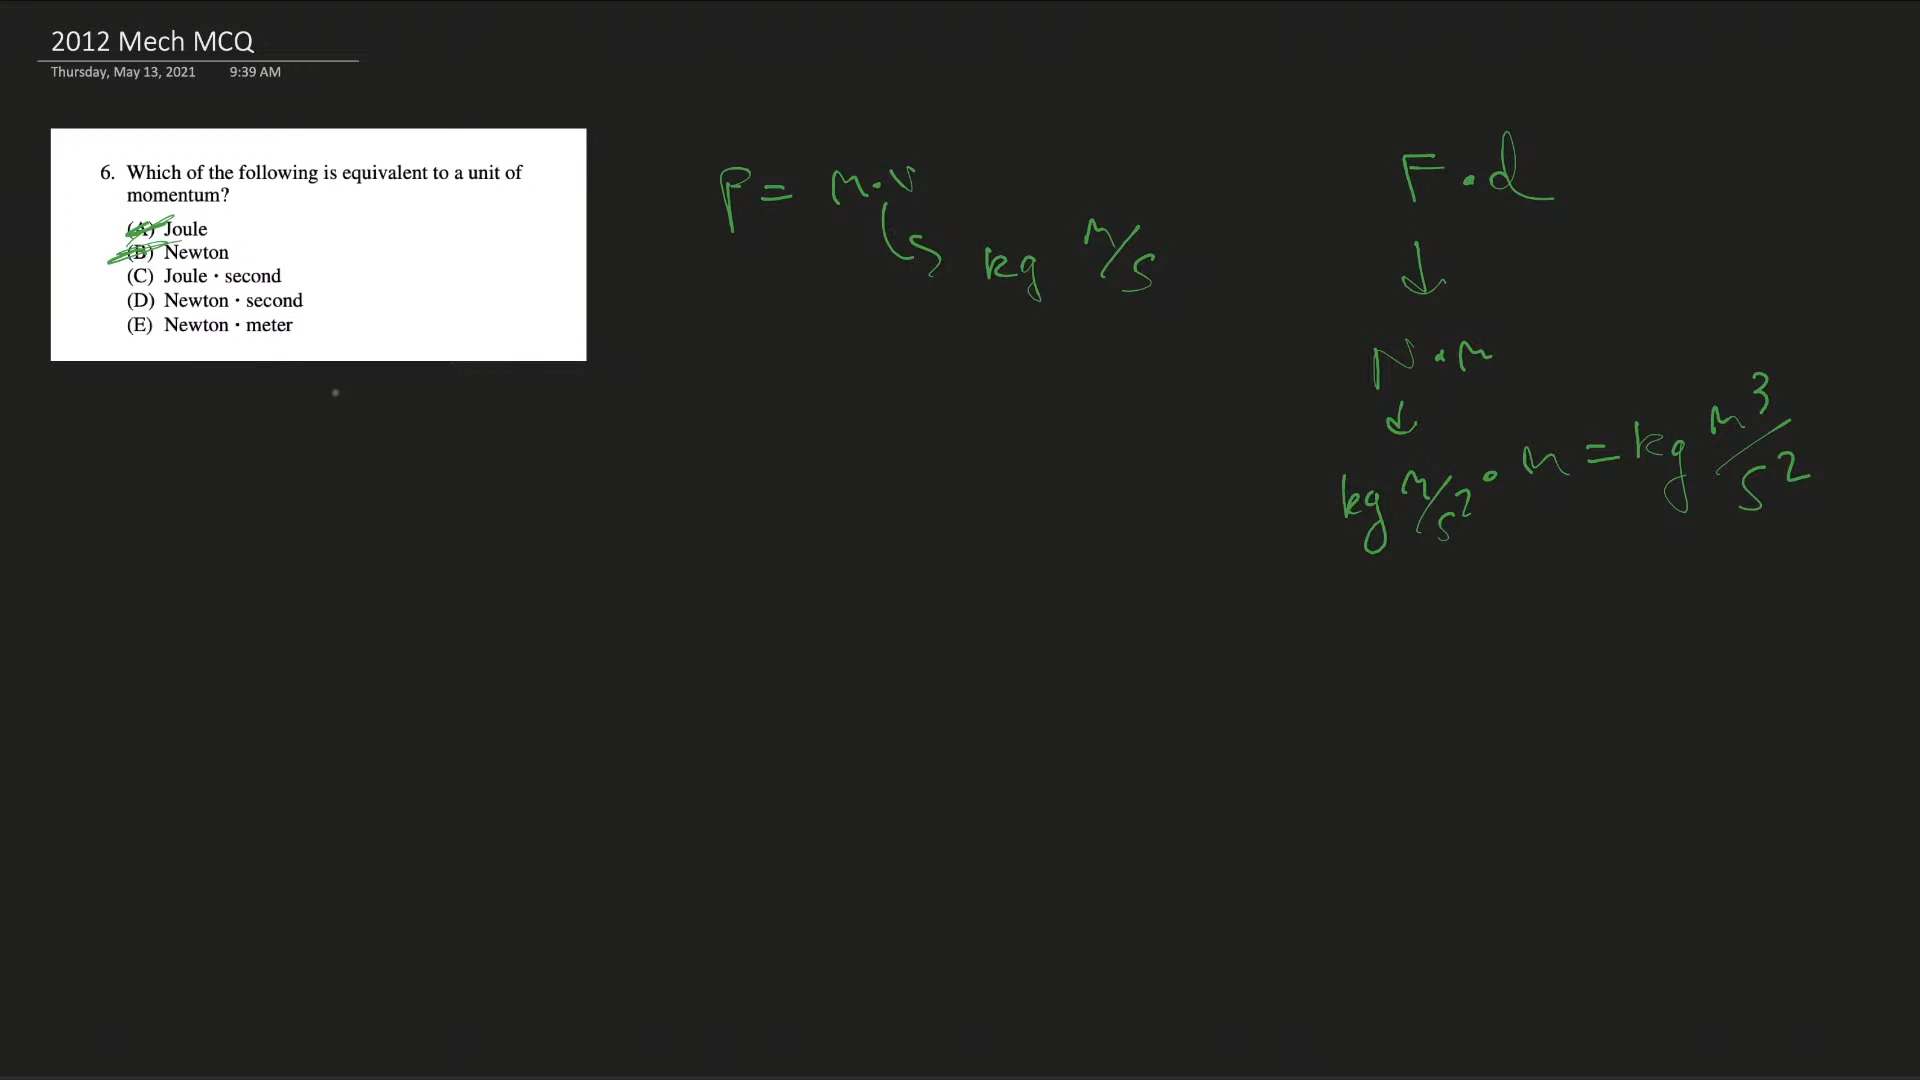 2012 Mech MCQ
Thursday, May 13, 2021 9:39 AM
6. Which of the following is equivalent to a unit of
momentum?
(A) Joule
(B) Newton
(C) Joule · second
(D) Newton · second
(E) Newton · meter
P = m · v
kg m/s
F · d
↓
N · m
↓
kg m/s² · m = kg m³/s²